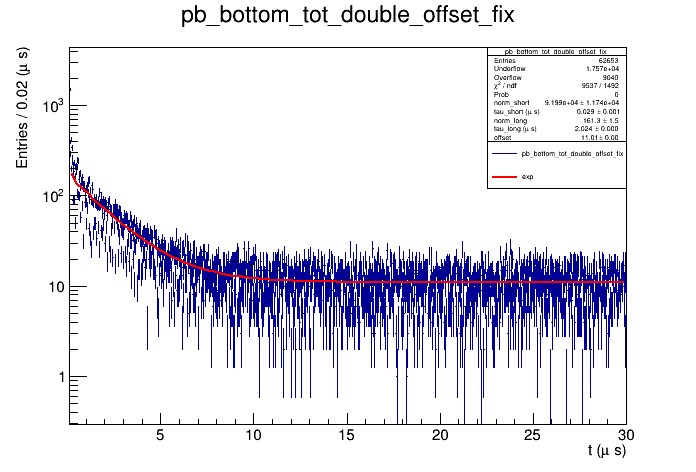 pb_bottom_tot_double_offset_fix
Entries / 0.02 (μ s)
pb_bottom_tot_double_offset_fix
Entries 62653
Underflow 1.757e+04
Overflow 9040
χ² / ndf 9537 / 1492
Prob 0
norm_short 9.199e+04 ± 1.174e+04
tau_short (μ s) 0.029 ± 0.001
norm_long 161.3 ± 1.5
tau_long (μ s) 2.024 ± 0.000
offset 11.01 ± 0.00
pb_bottom_tot_double_offset_fix
exp
10³
10²
10
1
5 10 15 20 25 30
t (μ s)